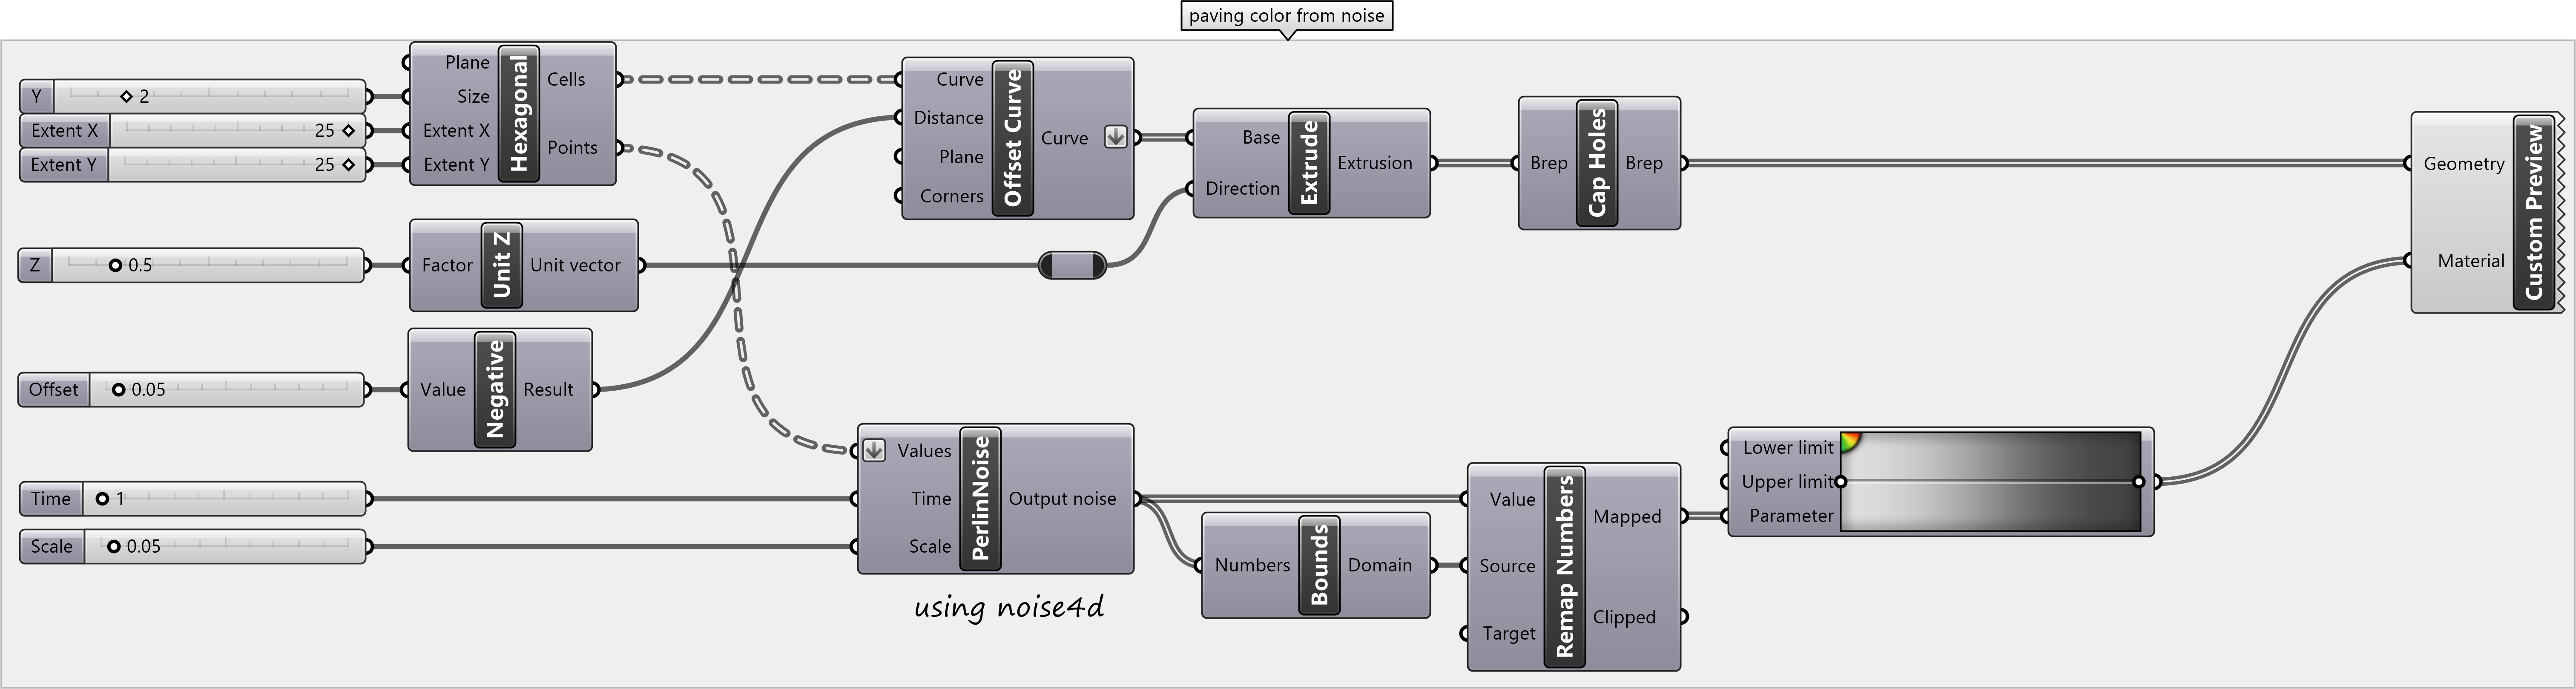 paving color from noise
Y 2
Extent X 25
Extent Y 25
Plane
Size
Extent X
Extent Y
Hexagonal
Cells
Points
Z 0.5
Factor
Unit Z
Unit vector
Offset 0.05
Value
Negative
Result
Time 1
Scale 0.05
Curve
Distance
Plane
Corners
Offset Curve
Curve
Base
Direction
Extrude
Extrusion
Brep
Cap Holes
Brep
Geometry
Material
Custom Preview
Values
Time
Scale
PerlinNoise
Output noise
using noise4d
Numbers
Bounds
Domain
Value
Source
Target
Remap Numbers
Mapped
Clipped
Lower limit
Upper limit
Parameter